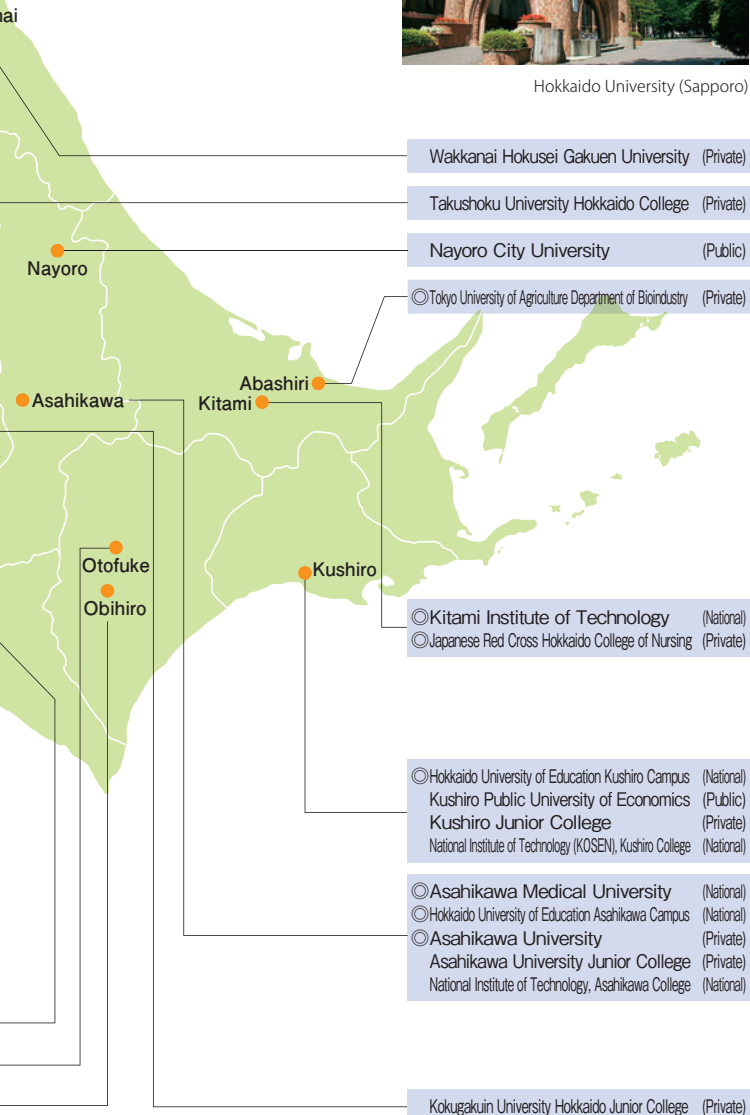 nai
Hokkaido University (Sapporo)
Wakkanai Hokusei Gakuen University (Private)
Takushoku University Hokkaido College (Private)
Nayoro City University (Public)
Nayoro
◎Tokyo University of Agriculture Department of Bioindustry (Private)
Abashiri
Kitami
Asahikawa
Otofuke
Kushiro
Obihiro
◎Kitami Institute of Technology (National)
◎Japanese Red Cross Hokkaido College of Nursing (Private)
◎Hokkaido University of Education Kushiro Campus (National)
Kushiro Public University of Economics (Public)
Kushiro Junior College (Private)
National Institute of Technology (KOSEN), Kushiro College (National)
◎Asahikawa Medical University (National)
◎Hokkaido University of Education Asahikawa Campus (National)
◎Asahikawa University (Private)
Asahikawa University Junior College (Private)
National Institute of Technology, Asahikawa College (National)
Kokugakuin University Hokkaido Junior College (Private)